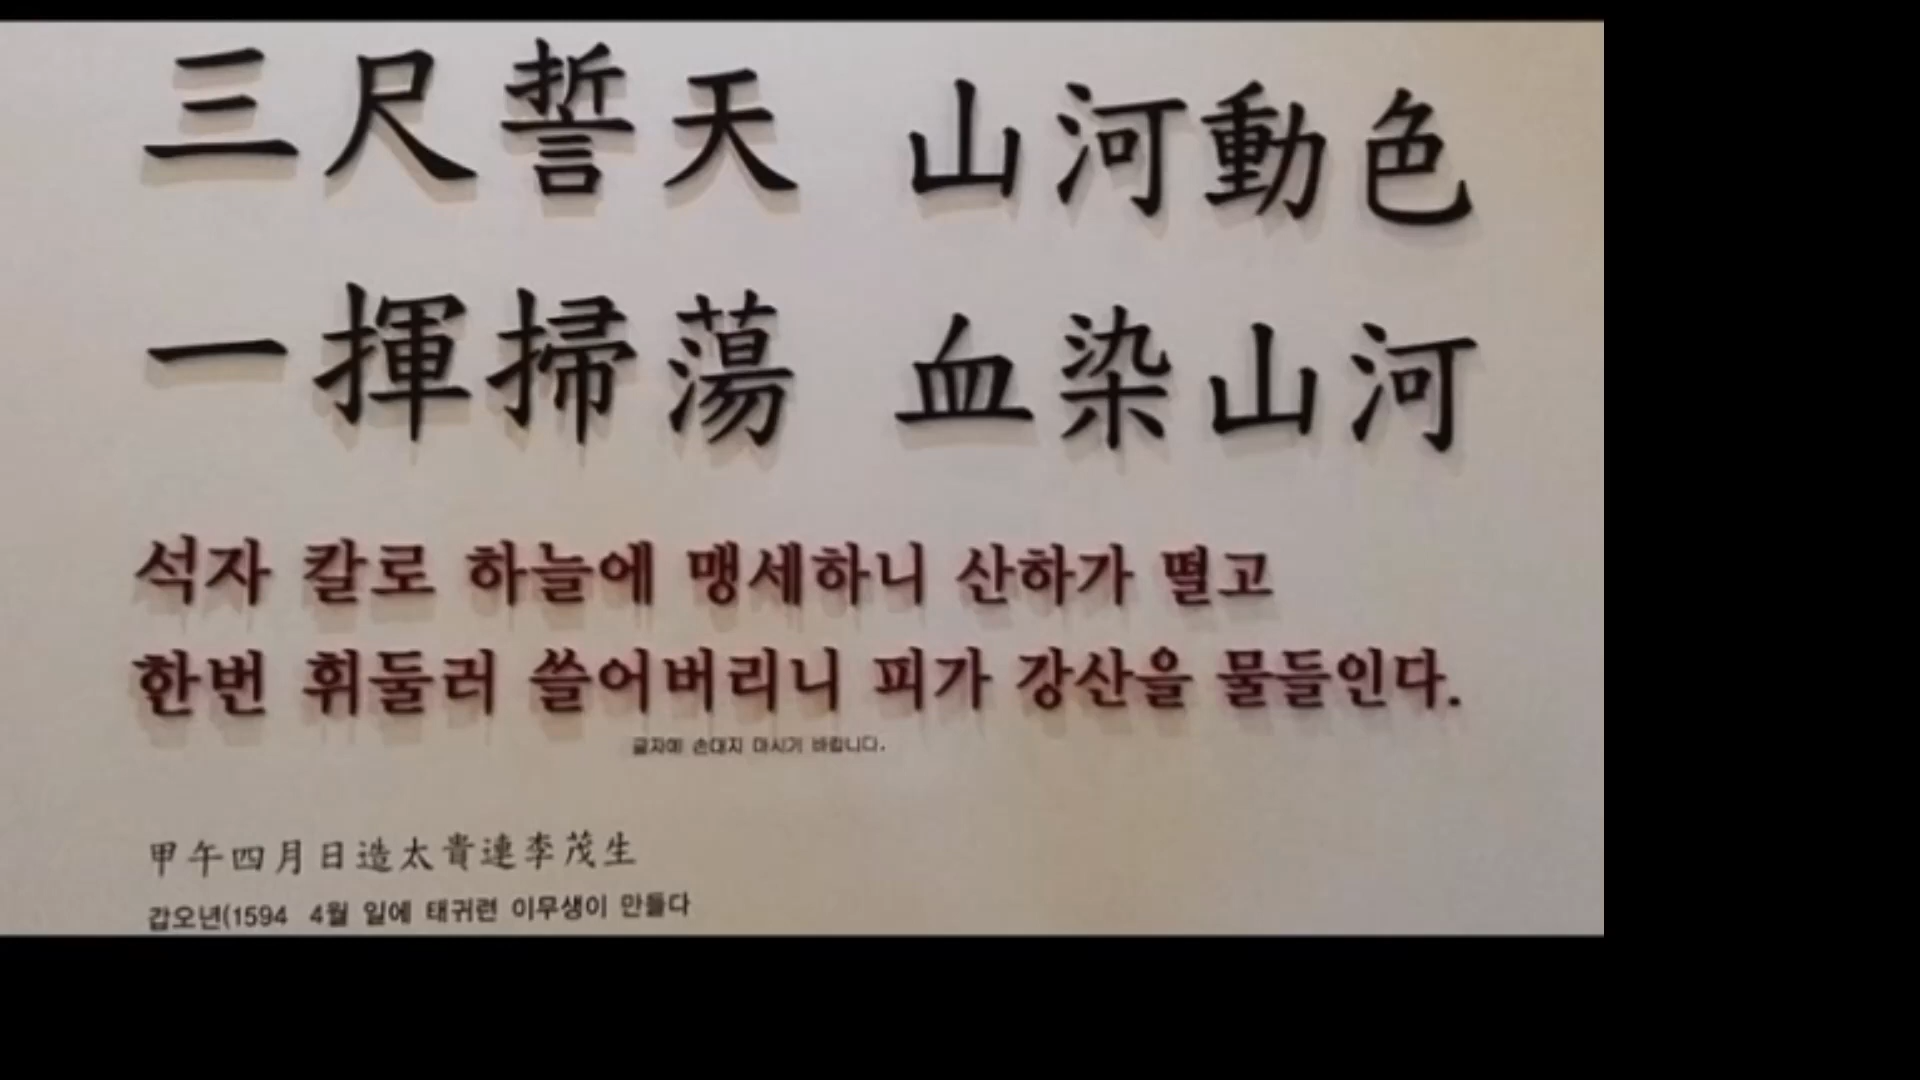 三尺誓天 山河動色
一揮掃蕩 血染山河
석자 칼로 하늘에 맹세하니 산하가 떨고
한번 휘둘러 쓸어버리니 피가 강산을 물들인다.
글자에 손대지 마시기 바랍니다.
甲午四月日造太貴連李茂生
갑오년(1594 4월 일에 태귀련 이무생이 만들다